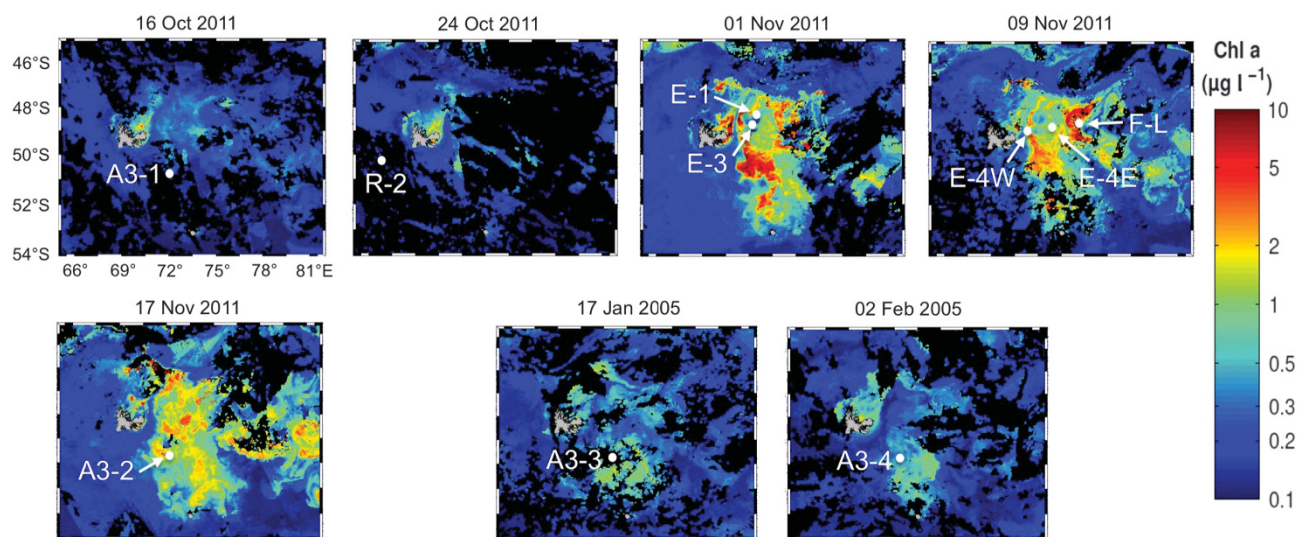 16 Oct 2011
24 Oct 2011
01 Nov 2011
09 Nov 2011
Chl a
(µg l⁻¹)
46°S
48°S
50°S
52°S
54°S
66° 69° 72° 75° 78° 81°E
A3-1
R-2
E-1
E-3
E-4W
E-4E
F-L
10
5
2
1
0.5
0.2
0.1
17 Nov 2011
17 Jan 2005
02 Feb 2005
A3-2
A3-3
A3-4